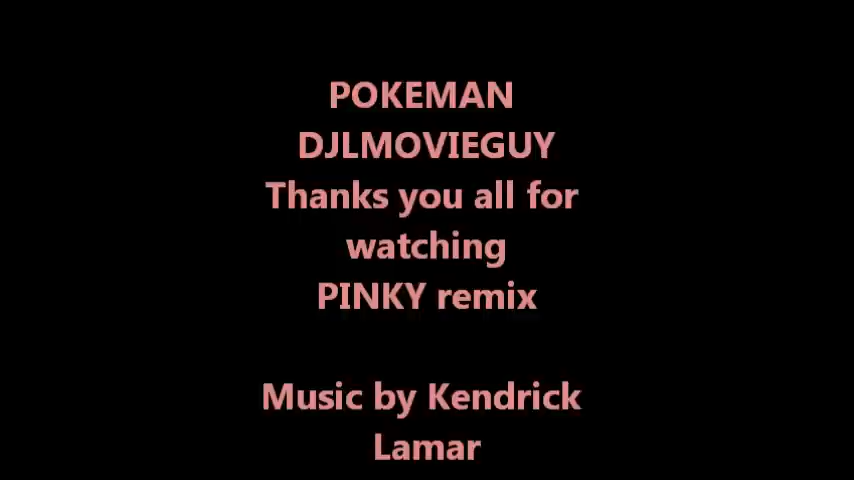 POKEMAN
DJLMOVIEGUY
Thanks you all for
watching
PINKY remix
Music by Kendrick
Lamar